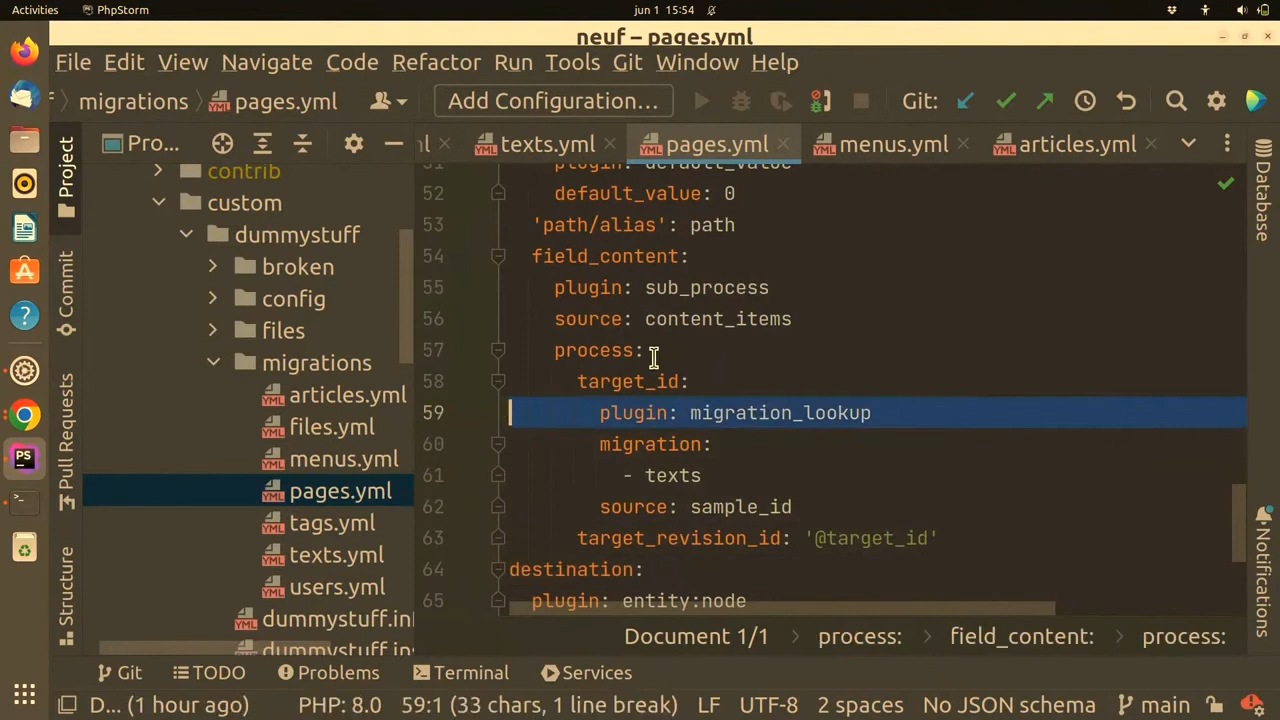 Activities PhpStorm jun 1 15:54
neuf – pages.yml
File Edit View Navigate Code Refactor Run Tools Git Window Help
migrations pages.yml Add Configuration... Git:
Project Pro... ml texts.yml pages.yml menus.yml articles.yml Database
contrib
custom
dummystuff
broken
config
files
migrations
articles.yml
files.yml
menus.yml
pages.yml
tags.yml
texts.yml
users.yml
dummystuff.inf
dummystuff.ins
Commit
Pull Requests
Structure
51 plugin: default_value
52 default_value: 0
53 'path/alias': path
54 field_content:
55 plugin: sub_process
56 source: content_items
57 process:
58 target_id:
59 plugin: migration_lookup
60 migration:
61 - texts
62 source: sample_id
63 target_revision_id: '@target_id'
64 destination:
65 plugin: entity:node
Notifications
Document 1/1 process: field_content: process:
Git TODO Problems Terminal Services
D... (1 hour ago) PHP: 8.0 59:1 (33 chars, 1 line break) LF UTF-8 2 spaces No JSON schema main